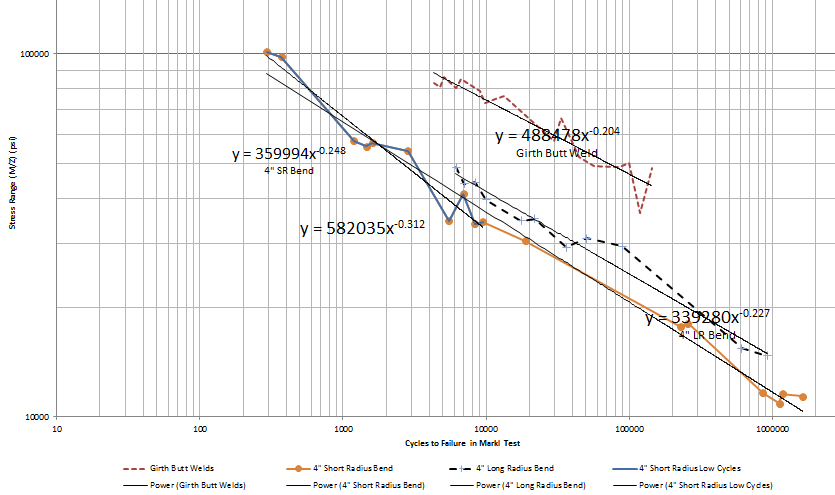 100000
y = 488478x^-0.204
Girth Butt Weld
y = 359994x^-0.248
4" SR Bend
Stress Range (M/Z) (psi)
y = 582035x^-0.312
y = 339280x^-0.227
4" LR Bend
10000
10 100 1000 10000 100000 1000000
Cycles to Failure in Markl Test
Girth Butt Welds 4" Short Radius Bend 4" Long Radius Bend 4" Short Radius Low Cycles
Power (Girth Butt Welds) Power (4" Short Radius Bend) Power (4" Long Radius Bend) Power (4" Short Radius Low Cycles)